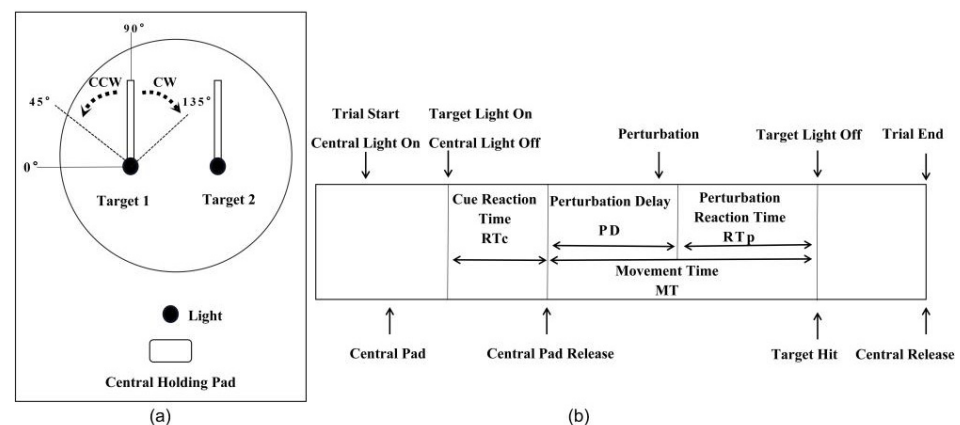 90°
CCW
CW
45°
135°
0°
Target 1
Target 2
Light
Central Holding Pad
(a)
Trial Start
Central Light On
Target Light On
Central Light Off
Perturbation
Target Light Off
Trial End
Cue Reaction
Time
RTc
Perturbation Delay
PD
Perturbation
Reaction Time
RTp
Movement Time
MT
Central Pad
Central Pad Release
Target Hit
Central Release
(b)